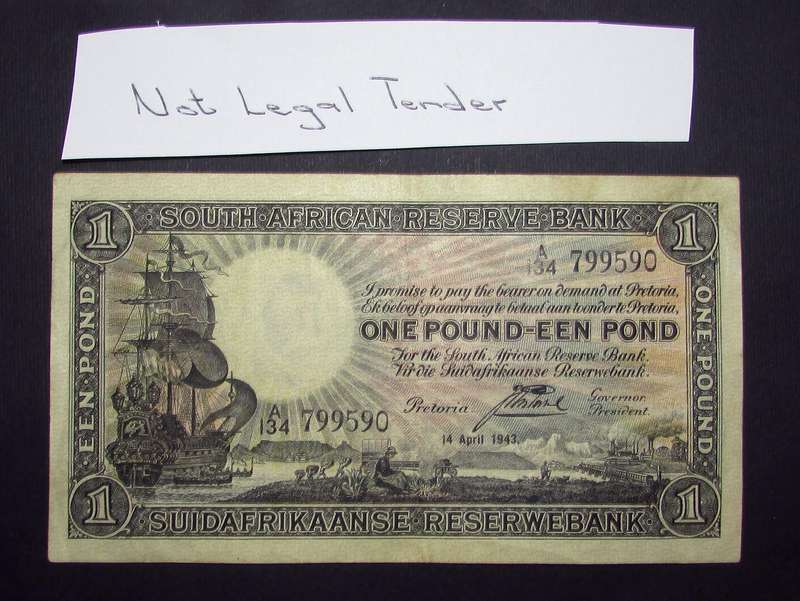 Not Legal Tender
1 SOUTH·AFRICAN·RESERVE·BANK 1
A/134 799590
I promise to pay the bearer on demand at Pretoria,
Ek beloof op aanvraag te betaal aan toonder te Pretoria,
ONE POUND-EEN POND
For the South African Reserve Bank.
Vir die Suidafrikaanse Reserwebank.
Pretoria
Governor.
President.
A/134 799590
14 April 1943.
EEN POND
ONE POUND
1 SUIDAFRIKAANSE·RESERWEBANK 1